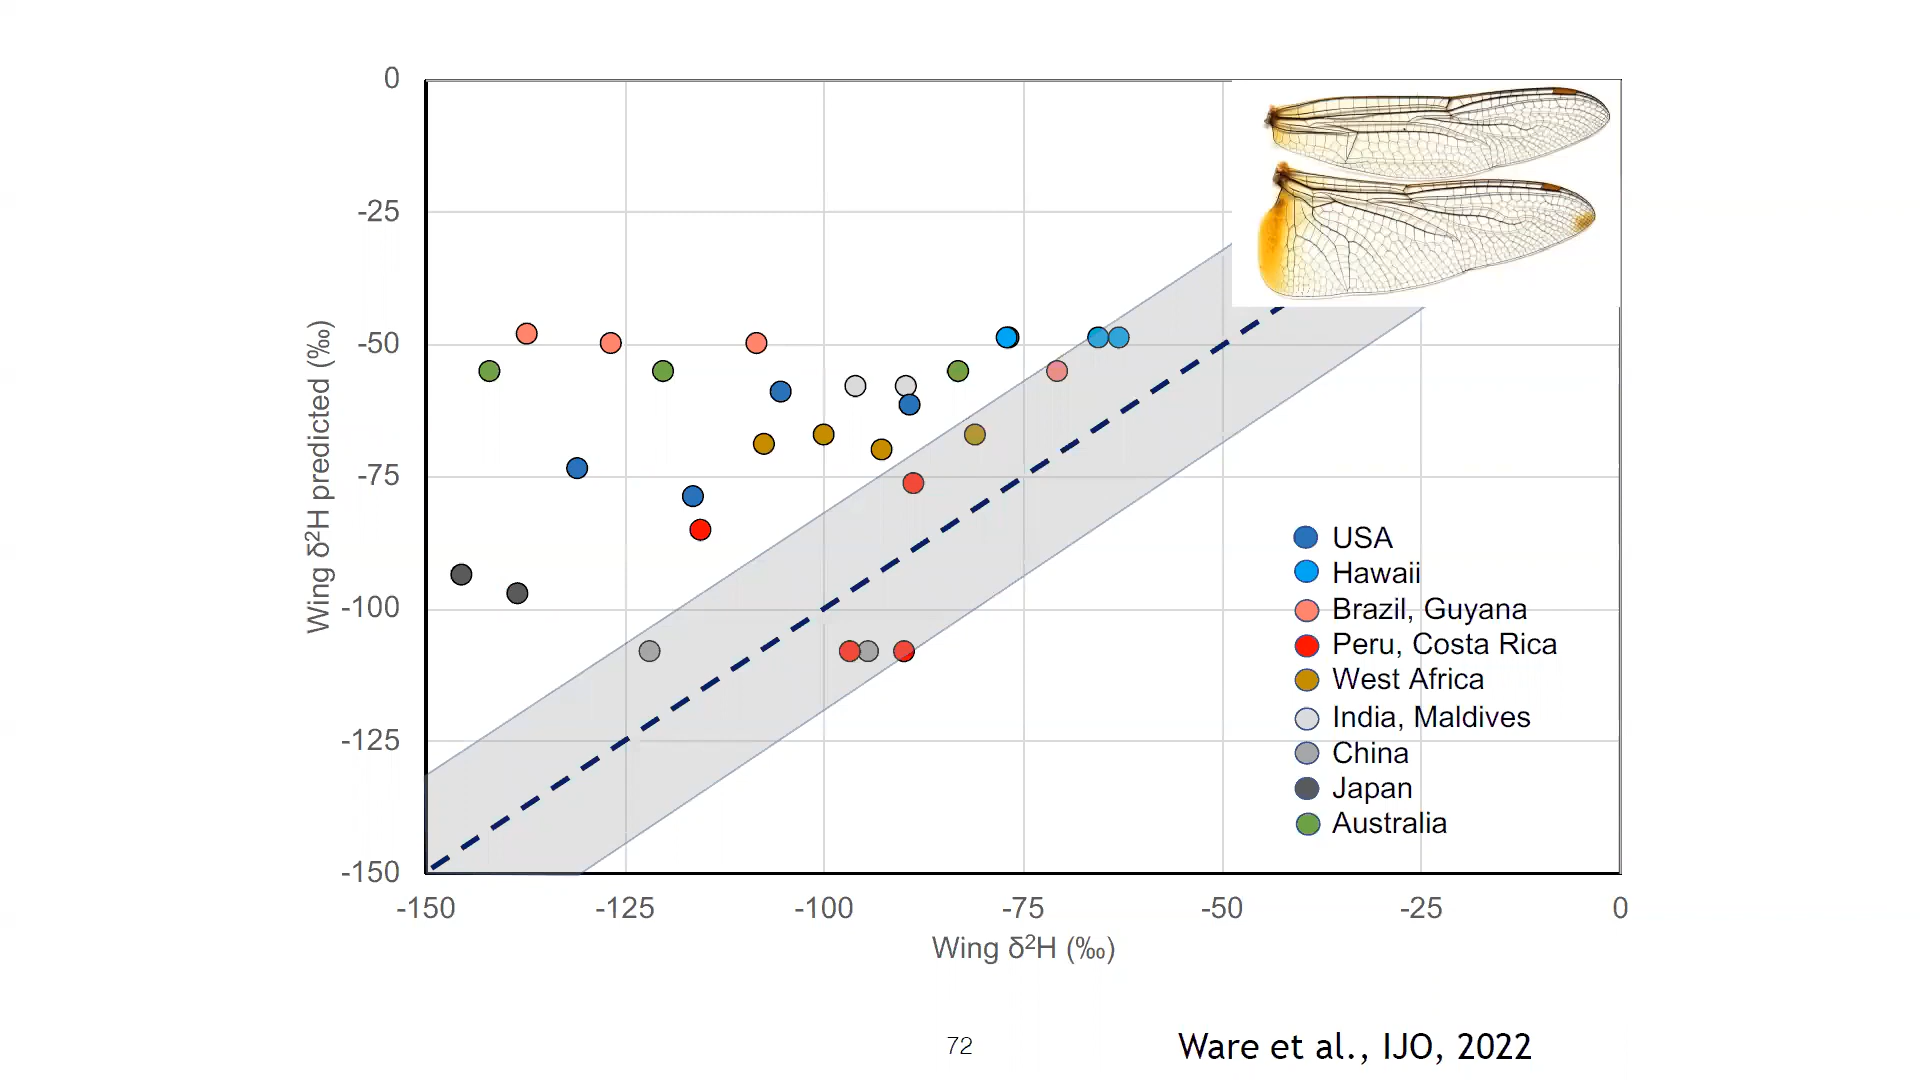 0
-25
-50
-75
-100
-125
-150
Wing δ²H predicted (‰)
-150 -125 -100 -75 -50 -25 0
Wing δ²H (‰)
USA
Hawaii
Brazil, Guyana
Peru, Costa Rica
West Africa
India, Maldives
China
Japan
Australia
72
Ware et al., IJO, 2022